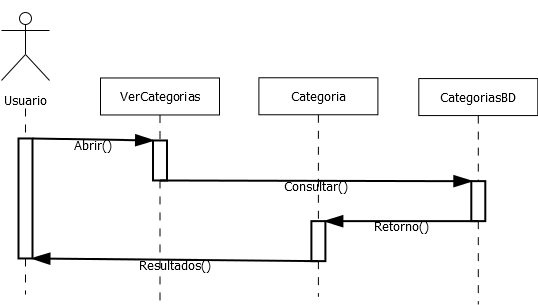 Usuario
VerCategorias
Categoria
CategoriasBD
Abrir()
Consultar()
Retorno()
Resultados()